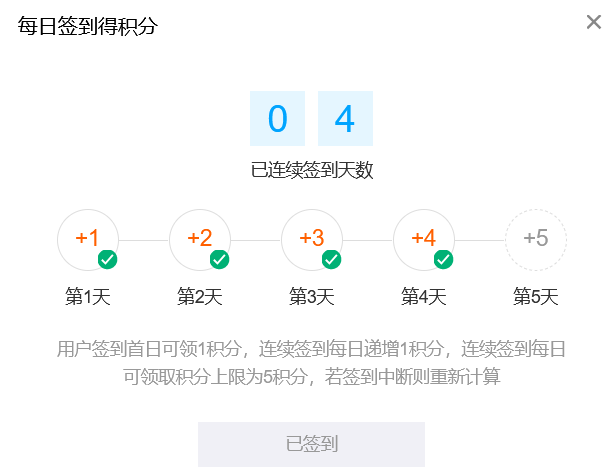 每日签到得积分
0 4
已连续签到天数
+1 +2 +3 +4 +5
第1天 第2天 第3天 第4天 第5天
用户签到首日可领1积分，连续签到每日递增1积分，连续签到每日
可领取积分上限为5积分，若签到中断则重新计算
已签到